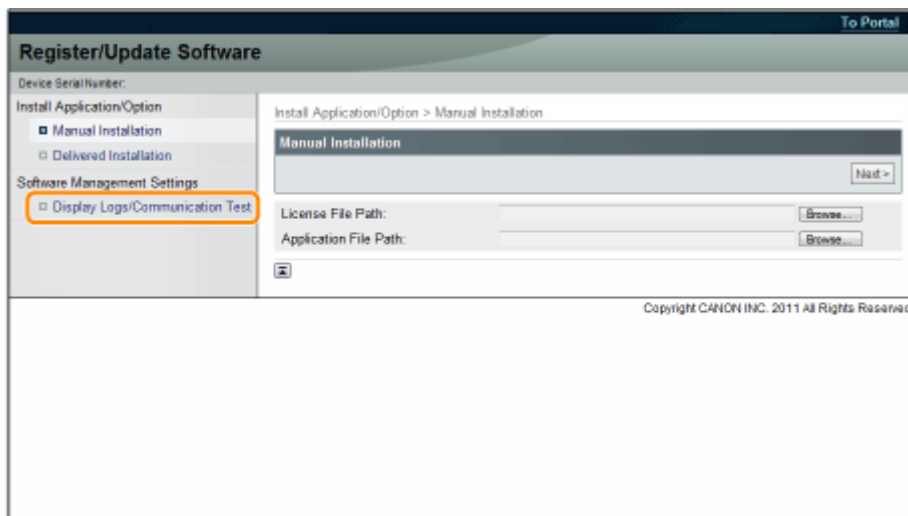 To Portal
Register/Update Software
Device Serial Number:
Install Application/Option
Manual Installation
Delivered Installation
Software Management Settings
Display Logs/Communication Test
Install Application/Option > Manual Installation
Manual Installation
Next >
License File Path:
Browse...
Application File Path:
Browse...
Copyright CANON INC. 2011 All Rights Reserved